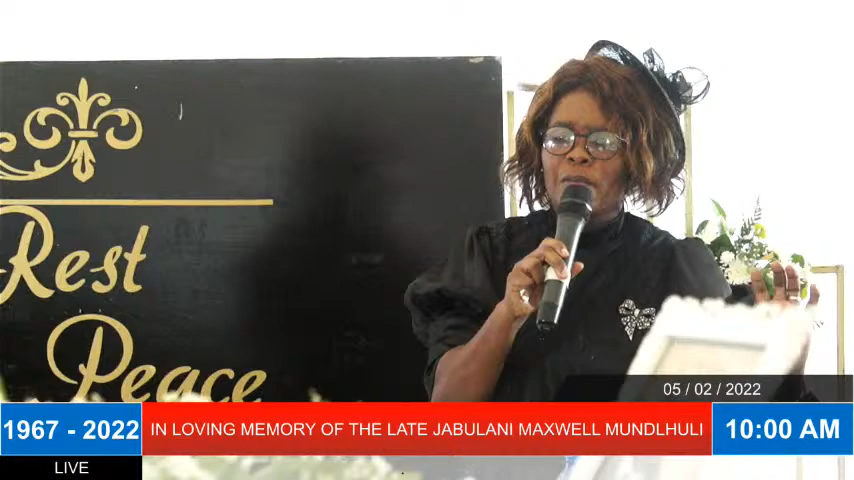 Rest
Peace
05 / 02 / 2022
1967 - 2022
IN LOVING MEMORY OF THE LATE JABULANI MAXWELL MUNDLHULI
10:00 AM
LIVE